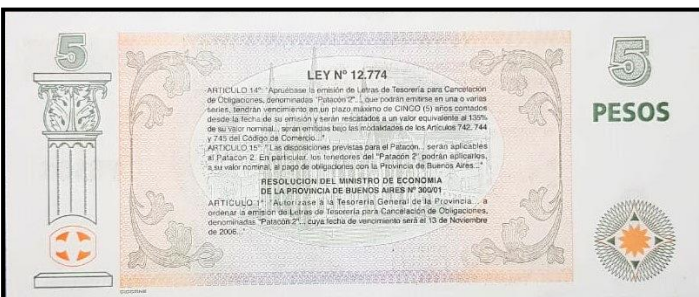 5
5
LEY Nº 12.774
ARTICULO 14º: "Apruébase la emisión de Letras de Tesorería para Cancelación
de Obligaciones, denominadas "Patacón 2"... que podrán emitirse en una o varias
series, tendrán vencimiento en un plazo máximo de CINCO (5) años contados
desde la fecha de su emisión y serán rescatados a un valor equivalente al 135%
de su valor nominal... serán emitidas bajo las modalidades de los Artículos 742, 744
y 745 del Código de Comercio..."
ARTICULO 15º: "Las disposiciones previstas para el Patacón... serán aplicables
al Patacón 2. En particular, los tenedores del "Patacón 2" podrán aplicarlos,
a su valor nominal, al pago de obligaciones con la Provincia de Buenos Aires..."
RESOLUCION DEL MINISTRO DE ECONOMIA
DE LA PROVINCIA DE BUENOS AIRES Nº 300/01
ARTICULO 1º: "Autorízase a la Tesorería General de la Provincia... a
ordenar la emisión de Letras de Tesorería para Cancelación de Obligaciones,
denominadas "Patacón 2"... cuya fecha de vencimiento será el 13 de Noviembre
de 2006..."
PESOS